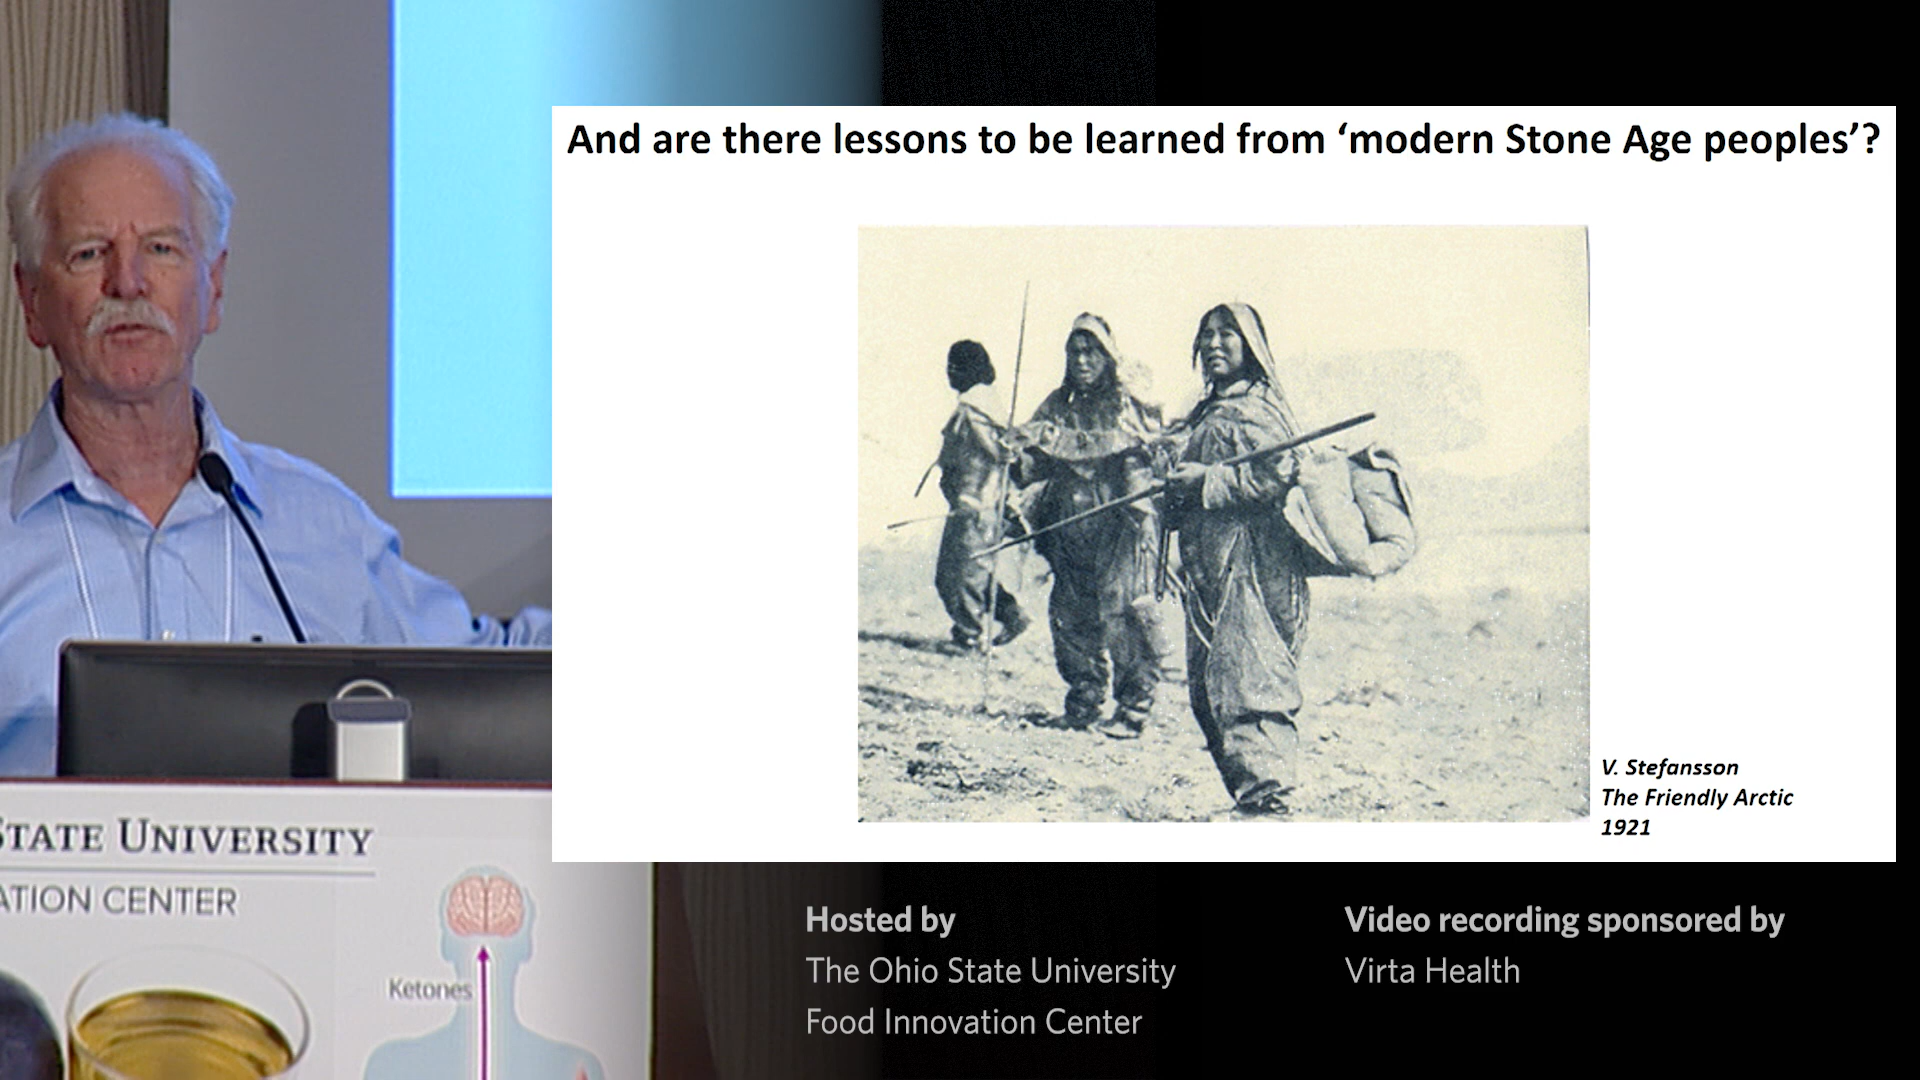 And are there lessons to be learned from ‘modern Stone Age peoples’?
V. Stefansson
The Friendly Arctic
1921
STATE UNIVERSITY
ATION CENTER
Ketones
Hosted by
The Ohio State University
Food Innovation Center
Video recording sponsored by
Virta Health